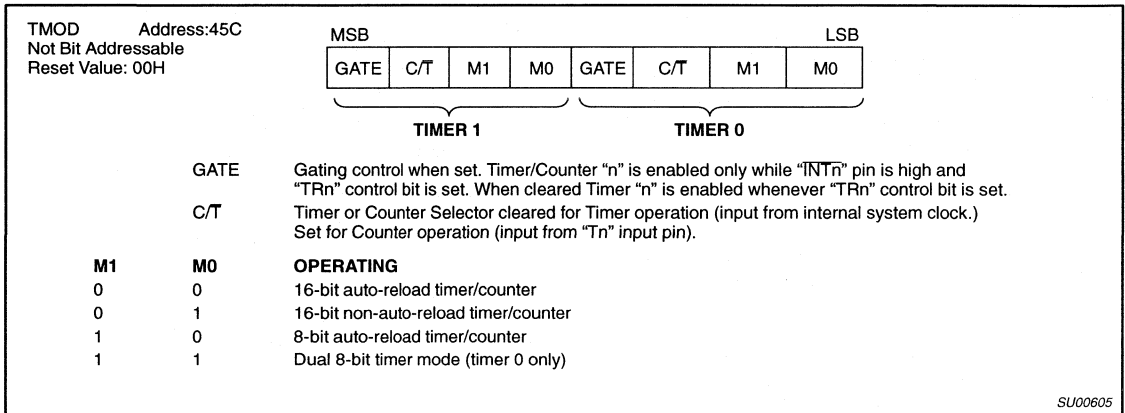 TMOD Address:45C
Not Bit Addressable
Reset Value: 00H
MSB LSB
GATE C/T̅ M1 M0 GATE C/T̅ M1 M0
TIMER 1 TIMER 0
GATE Gating control when set. Timer/Counter “n” is enabled only while “I̅N̅T̅n̅” pin is high and
“TRn” control bit is set. When cleared Timer “n” is enabled whenever “TRn” control bit is set.
C/T̅ Timer or Counter Selector cleared for Timer operation (input from internal system clock.)
Set for Counter operation (input from “Tn” input pin).
M1 M0 OPERATING
0 0 16-bit auto-reload timer/counter
0 1 16-bit non-auto-reload timer/counter
1 0 8-bit auto-reload timer/counter
1 1 Dual 8-bit timer mode (timer 0 only)
SU00605